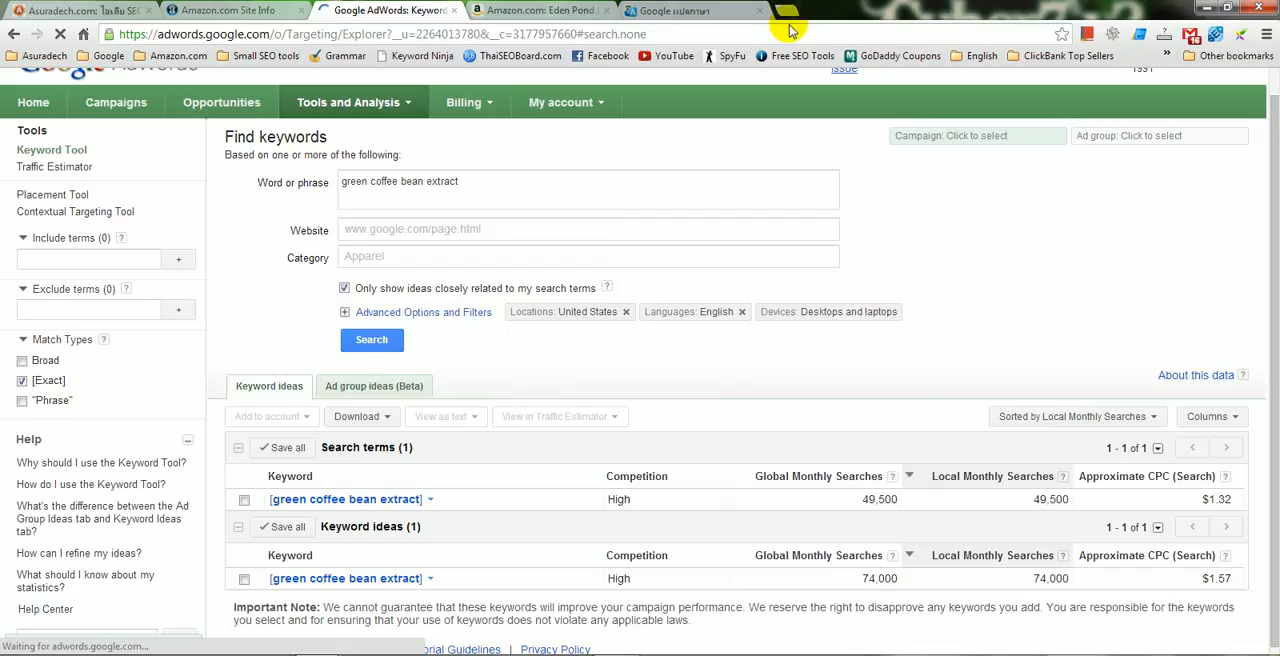 Asuradech.com: ไอเดีย SEO
Amazon.com Site Info
Google AdWords: Keyword
Amazon.com: Eden Pond
Google แปลภาษา
https://adwords.google.com/o/Targeting/Explorer?__u=2264013780&__c=3177957660#search.none
Asuradech Google Amazon.com Small SEO tools Grammar Keyword Ninja ThaiSEOBoard.com Facebook YouTube SpyFu Free SEO Tools GoDaddy Coupons English ClickBank Top Sellers » Other bookmarks
Issue
Home Campaigns Opportunities Tools and Analysis Billing My account
Tools
Keyword Tool
Traffic Estimator
Placement Tool
Contextual Targeting Tool
Include terms (0) ?
+
Exclude terms (0) ?
+
Match Types ?
Broad
[Exact]
"Phrase"
Help
Why should I use the Keyword Tool?
How do I use the Keyword Tool?
What's the difference between the Ad
Group Ideas tab and Keyword Ideas
tab?
How can I refine my ideas?
What should I know about my
statistics?
Help Center
Find keywords
Based on one or more of the following:
Campaign: Click to select Ad group: Click to select
Word or phrase green coffee bean extract
Website www.google.com/page.html
Category Apparel
Only show ideas closely related to my search terms ?
Advanced Options and Filters Locations: United States × Languages: English × Devices: Desktops and laptops
Search
About this data ?
Keyword ideas Ad group ideas (Beta)
Add to account Download View as text View in Traffic Estimator Sorted by Local Monthly Searches Columns
Save all Search terms (1) 1 - 1 of 1
Keyword Competition Global Monthly Searches ? Local Monthly Searches ? Approximate CPC (Search) ?
[green coffee bean extract] High 49,500 49,500 $1.32
Save all Keyword ideas (1) 1 - 1 of 1
Keyword Competition Global Monthly Searches ? Local Monthly Searches ? Approximate CPC (Search) ?
[green coffee bean extract] High 74,000 74,000 $1.57
Important Note: We cannot guarantee that these keywords will improve your campaign performance. We reserve the right to disapprove any keywords you add. You are responsible for the keywords
you select and for ensuring that your use of keywords does not violate any applicable laws.
Waiting for adwords.google.com...
orial Guidelines | Privacy Policy